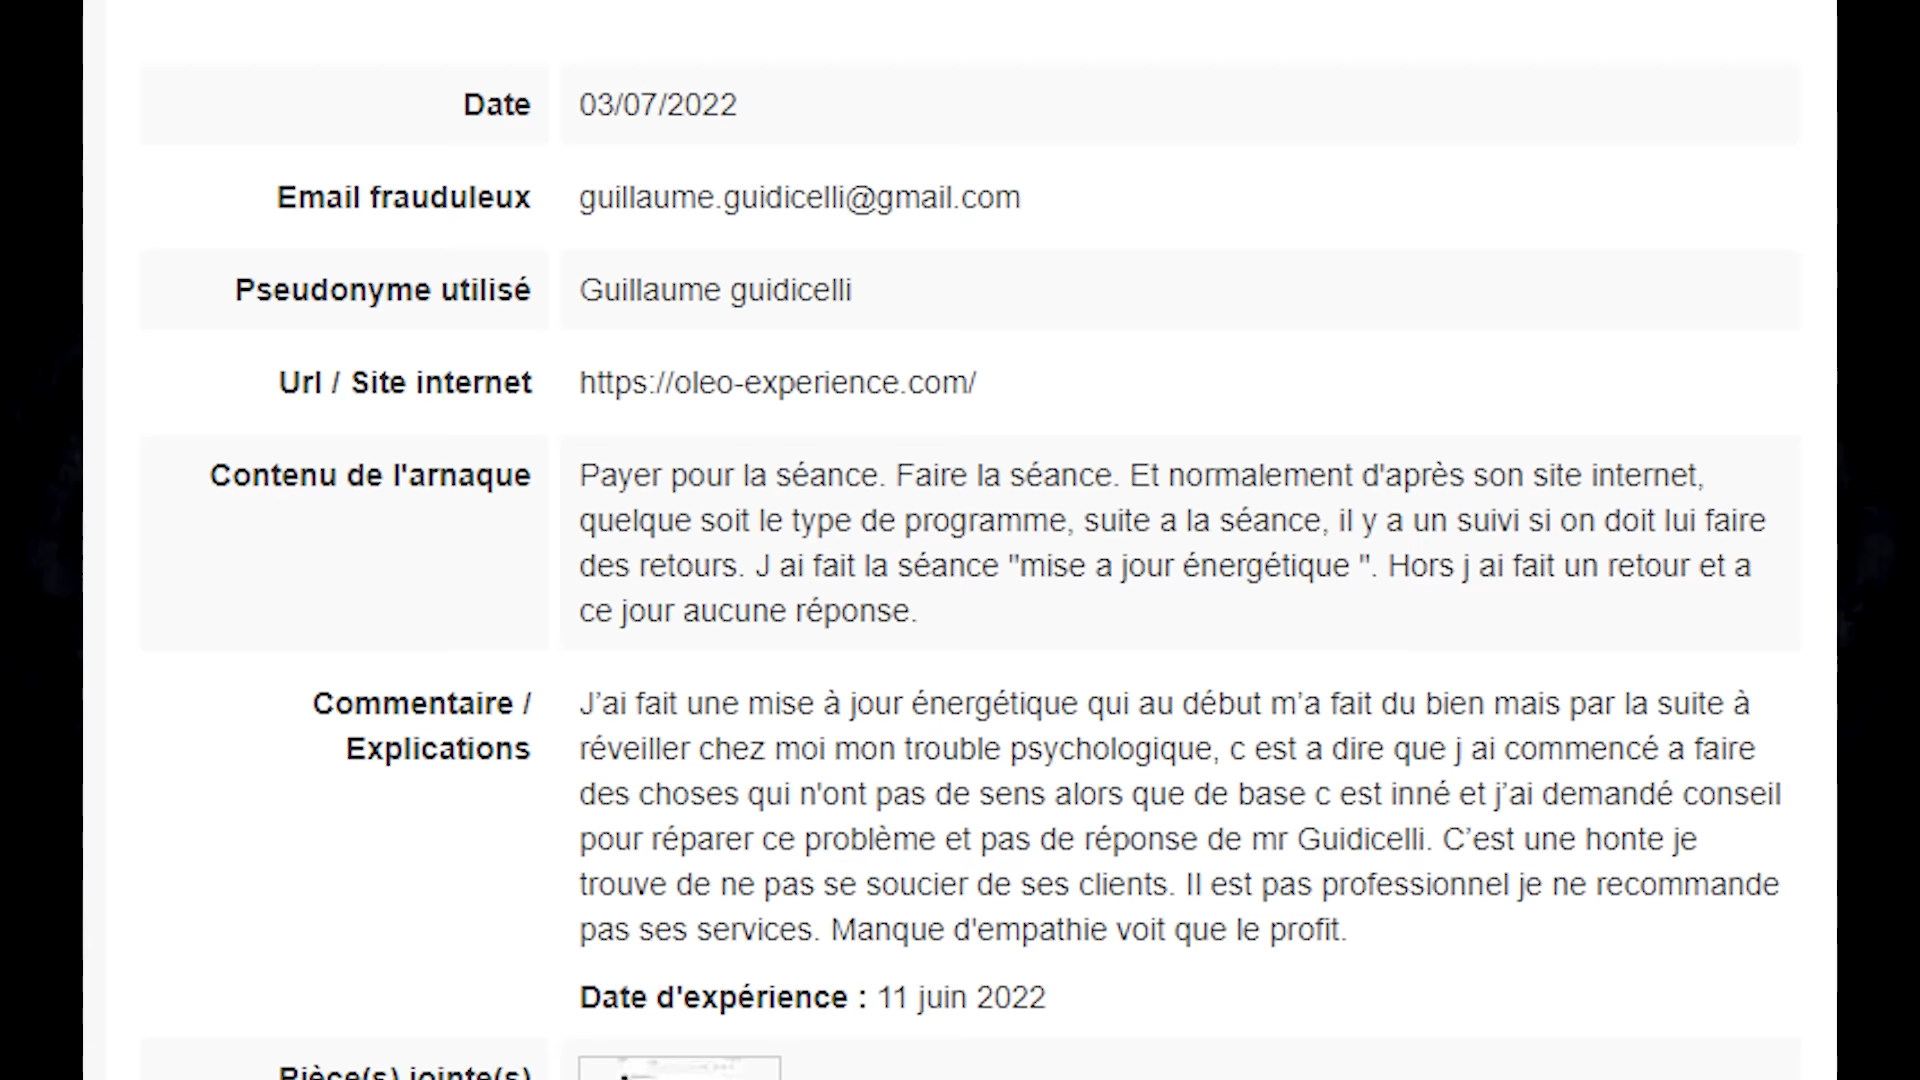 Date 03/07/2022
Email frauduleux guillaume.guidicelli@gmail.com
Pseudonyme utilisé Guillaume guidicelli
Url / Site internet https://oleo-experience.com/
Contenu de l'arnaque Payer pour la séance. Faire la séance. Et normalement d'après son site internet,
quelque soit le type de programme, suite a la séance, il y a un suivi si on doit lui faire
des retours. J ai fait la séance "mise a jour énergétique ". Hors j ai fait un retour et a
ce jour aucune réponse.
Commentaire / J’ai fait une mise à jour énergétique qui au début m’a fait du bien mais par la suite à
Explications réveiller chez moi mon trouble psychologique, c est a dire que j ai commencé a faire
des choses qui n'ont pas de sens alors que de base c est inné et j’ai demandé conseil
pour réparer ce problème et pas de réponse de mr Guidicelli. C’est une honte je
trouve de ne pas se soucier de ses clients. Il est pas professionnel je ne recommande
pas ses services. Manque d'empathie voit que le profit.
Date d'expérience : 11 juin 2022
Pièce(s) jointe(s)